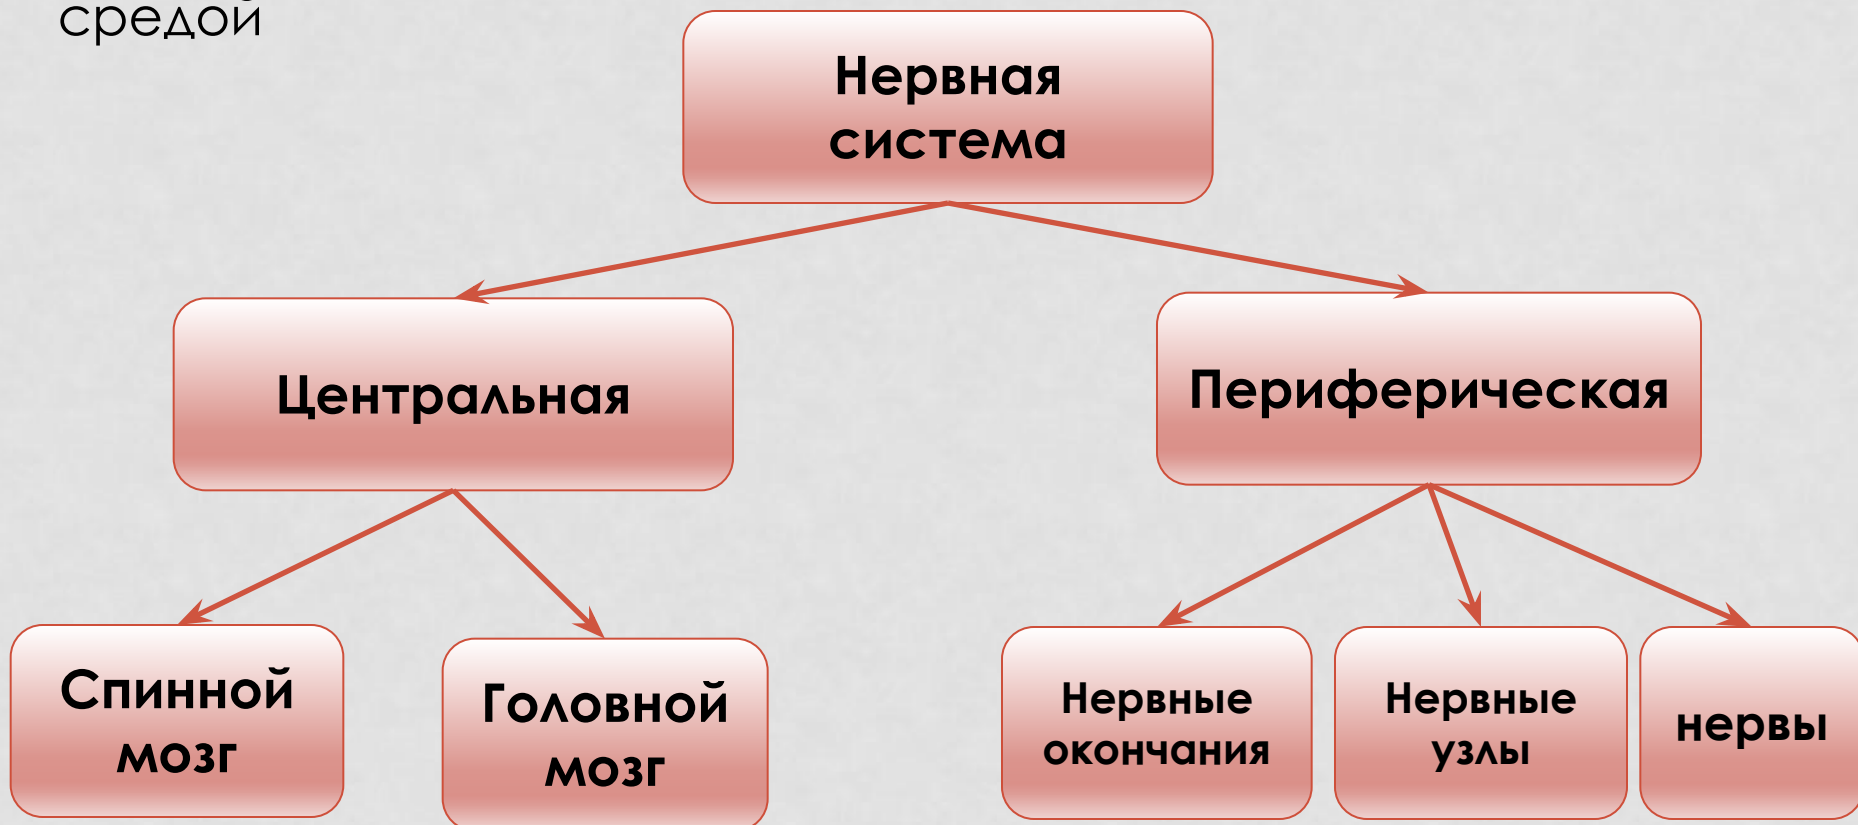 средой
Нервная
система
Центральная
Периферическая
Спинной
мозг
Головной
мозг
Нервные
окончания
Нервные
узлы
нервы